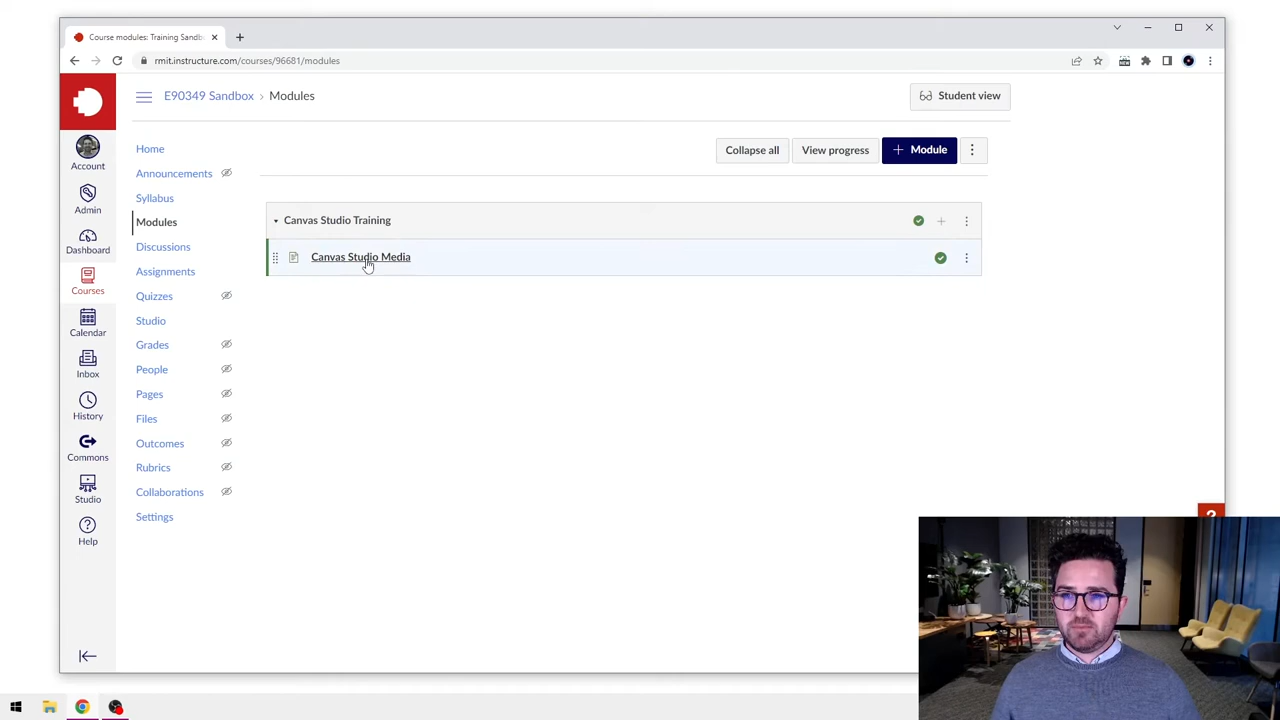 Course modules: Training Sandb
rmit.instructure.com/courses/96681/modules
E90349 Sandbox › Modules
Student view
Collapse all
View progress
+ Module
Account
Admin
Dashboard
Courses
Calendar
Inbox
History
Commons
Studio
Help
Home
Announcements
Syllabus
Modules
Discussions
Assignments
Quizzes
Studio
Grades
People
Pages
Files
Outcomes
Rubrics
Collaborations
Settings
Canvas Studio Training
Canvas Studio Media